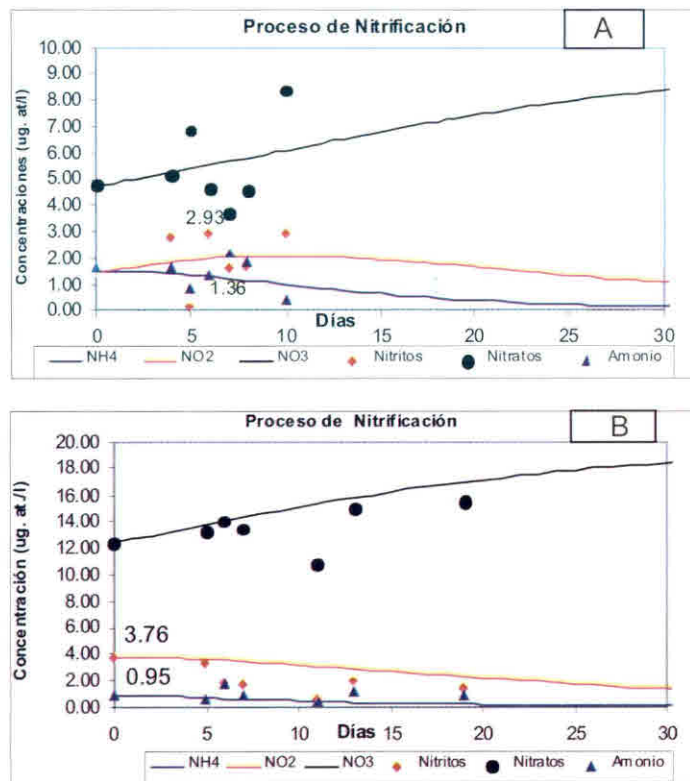 Proceso de Nitrificación
A
Concentraciones (ug. at/l)
10.00
9.00
8.00
7.00
6.00
5.00
4.00
3.00
2.00
1.00
0.00
2.93
1.36
0 5 10 15 20 25 30
Días
NH4 NO2 NO3 Nitritos Nitratos Amonio
Proceso de Nitrificación
B
Concentración (ug. at/l)
20.00
18.00
16.00
14.00
12.00
10.00
8.00
6.00
4.00
2.00
0.00
3.76
0.95
0 5 10 15 20 25 30
Días
NH4 NO2 NO3 Nitritos Nitratos Amonio